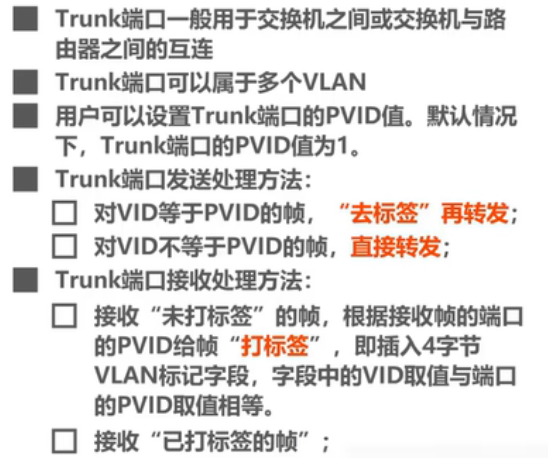 Trunk端口一般用于交换机之间或交换机与路
由器之间的互连
Trunk端口可以属于多个VLAN
用户可以设置Trunk端口的PVID值。默认情况
下，Trunk端口的PVID值为1。
Trunk端口发送处理方法：
对VID等于PVID的帧，“去标签”再转发；
对VID不等于PVID的帧，直接转发；
Trunk端口接收处理方法：
接收“未打标签”的帧，根据接收帧的端口
的PVID给帧“打标签”，即插入4字节
VLAN标记字段，字段中的VID取值与端口
的PVID取值相等。
接收“已打标签的帧”；